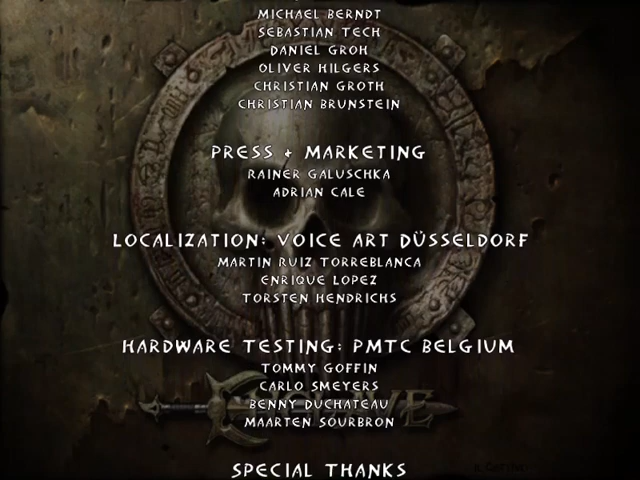 MICHAEL BERNDT
SEBASTIAN TECH
DANIEL GROH
OLIVER HILGERS
CHRISTIAN GROTH
CHRISTIAN BRUNSTEIN
PRESS + MARKETING
RAINER GALUSCHKA
ADRIAN CALE
LOCALIZATION: VOICE ART DÜSSELDORF
MARTIN RUIZ TORREBLANCA
ENRIQUE LOPEZ
TORSTEN HENDRICHS
HARDWARE TESTING: PMTC BELGIUM
TOMMY GOFFIN
CARLO SMEYERS
BENNY DUCHATEAU
MAARTEN SOURBRON
SPECIAL THANKS